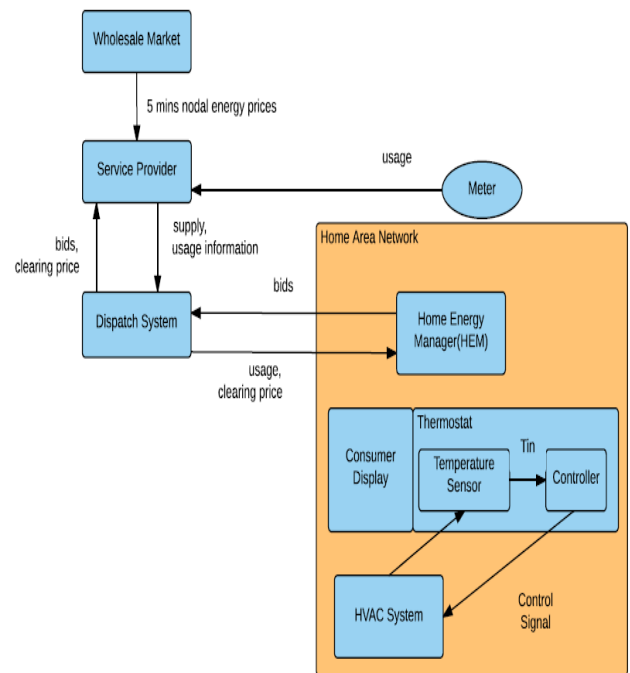 Wholesale Market
5 mins nodal energy prices
Service Provider
usage
Meter
supply,
usage information
bids,
clearing price
Home Area Network
bids
Dispatch System
Home Energy
Manager(HEM)
usage,
clearing price
Thermostat
Consumer
Display
Temperature
Sensor
Tin
Controller
HVAC System
Control
Signal